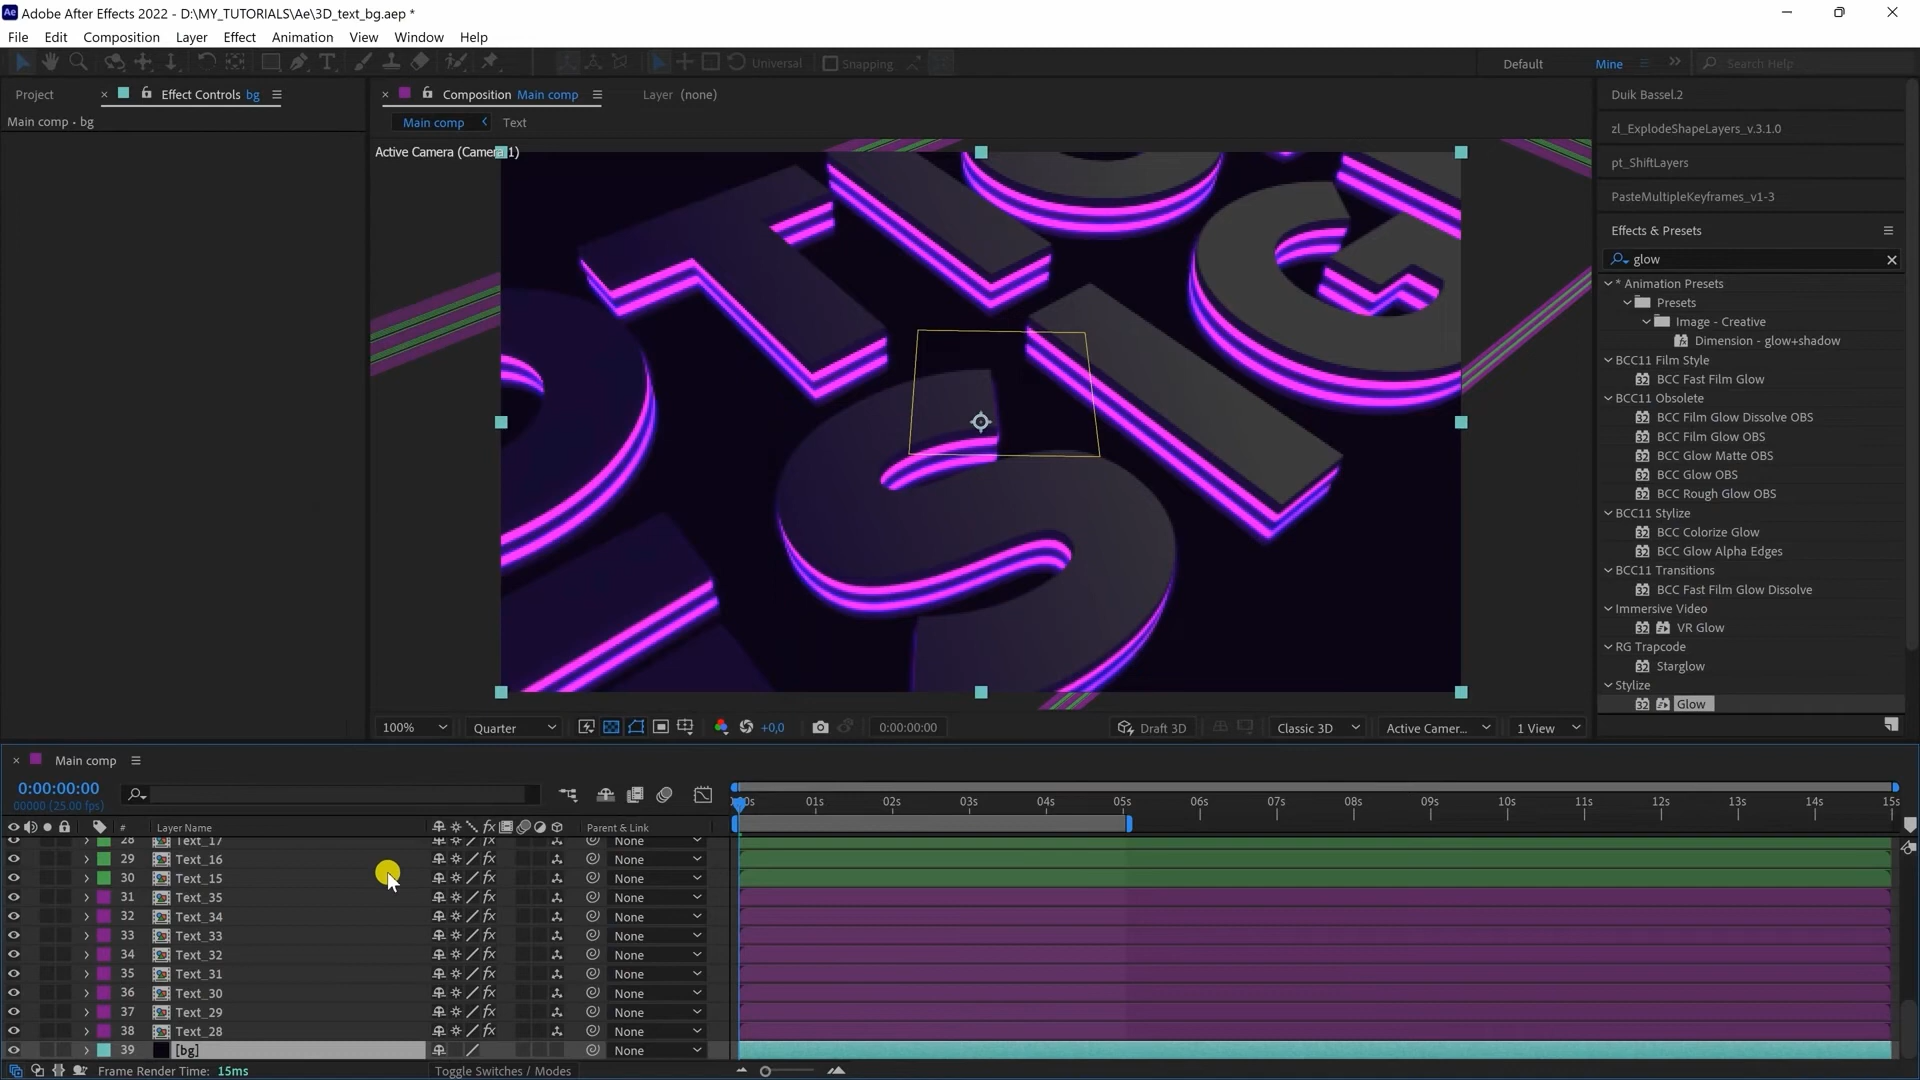 Adobe After Effects 2022 - D:\MY_TUTORIALS\Ae\3D_text_bg.aep *
File Edit Composition Layer Effect Animation View Window Help
Universal Snapping Default Mine Search Help
Project Effect Controls bg
Main comp • bg
Composition Main comp Layer (none)
Main comp Text
Active Camera (Camera 1)
TIO
G
I
S
Duik Bassel.2
zl_ExplodeShapeLayers_v.3.1.0
pt_ShiftLayers
PasteMultipleKeyframes_v1-3
Effects & Presets
glow
* Animation Presets
Presets
Image - Creative
Dimension - glow+shadow
BCC11 Film Style
BCC Fast Film Glow
BCC11 Obsolete
BCC Film Glow Dissolve OBS
BCC Film Glow OBS
BCC Glow Matte OBS
BCC Glow OBS
BCC Rough Glow OBS
BCC11 Stylize
BCC Colorize Glow
BCC Glow Alpha Edges
BCC11 Transitions
BCC Fast Film Glow Dissolve
Immersive Video
VR Glow
RG Trapcode
Starglow
Stylize
Glow
100% Quarter +0,0 0:00:00:00 Draft 3D Classic 3D Active Camer... 1 View
Main comp
0:00:00:00
00000 (25.00 fps)
01s 02s 03s 04s 05s 06s 07s 08s 09s 10s 11s 12s 13s 14s 15s
# Layer Name Parent & Link
28 Text_17 None
29 Text_16 None
30 Text_15 None
31 Text_35 None
32 Text_34 None
33 Text_33 None
34 Text_32 None
35 Text_31 None
36 Text_30 None
37 Text_29 None
38 Text_28 None
39 [bg] None
Frame Render Time: 15ms Toggle Switches / Modes